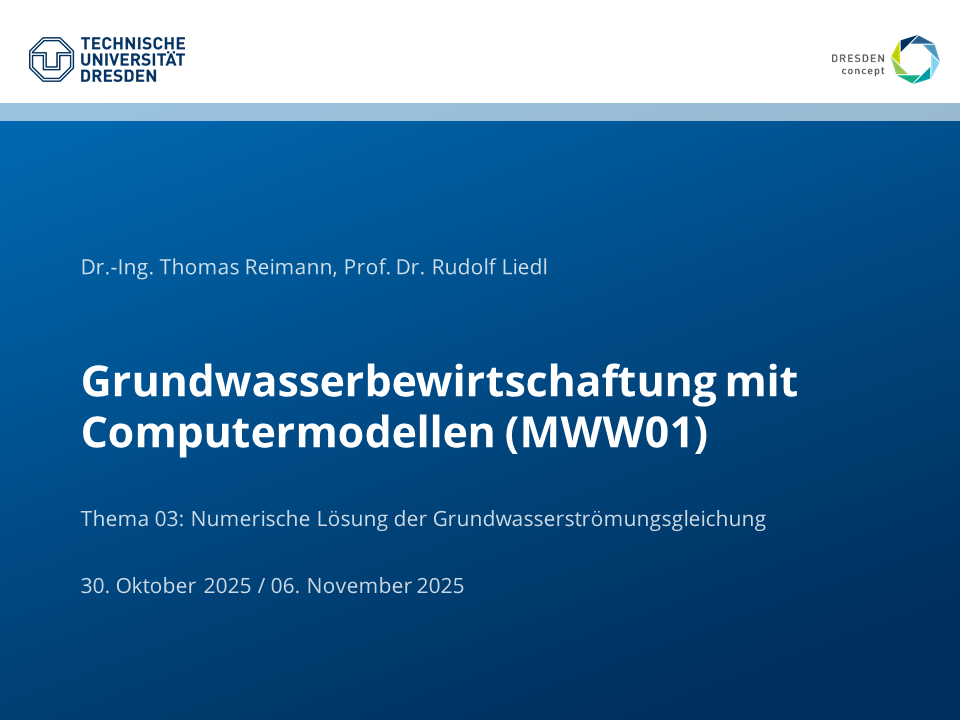 TECHNISCHE
UNIVERSITÄT
DRESDEN
DRESDEN
concept
Dr.-Ing. Thomas Reimann, Prof. Dr. Rudolf Liedl
Grundwasserbewirtschaftung mit
Computermodellen (MWW01)
Thema 03: Numerische Lösung der Grundwasserströmungsgleichung
30. Oktober 2025 / 06. November 2025